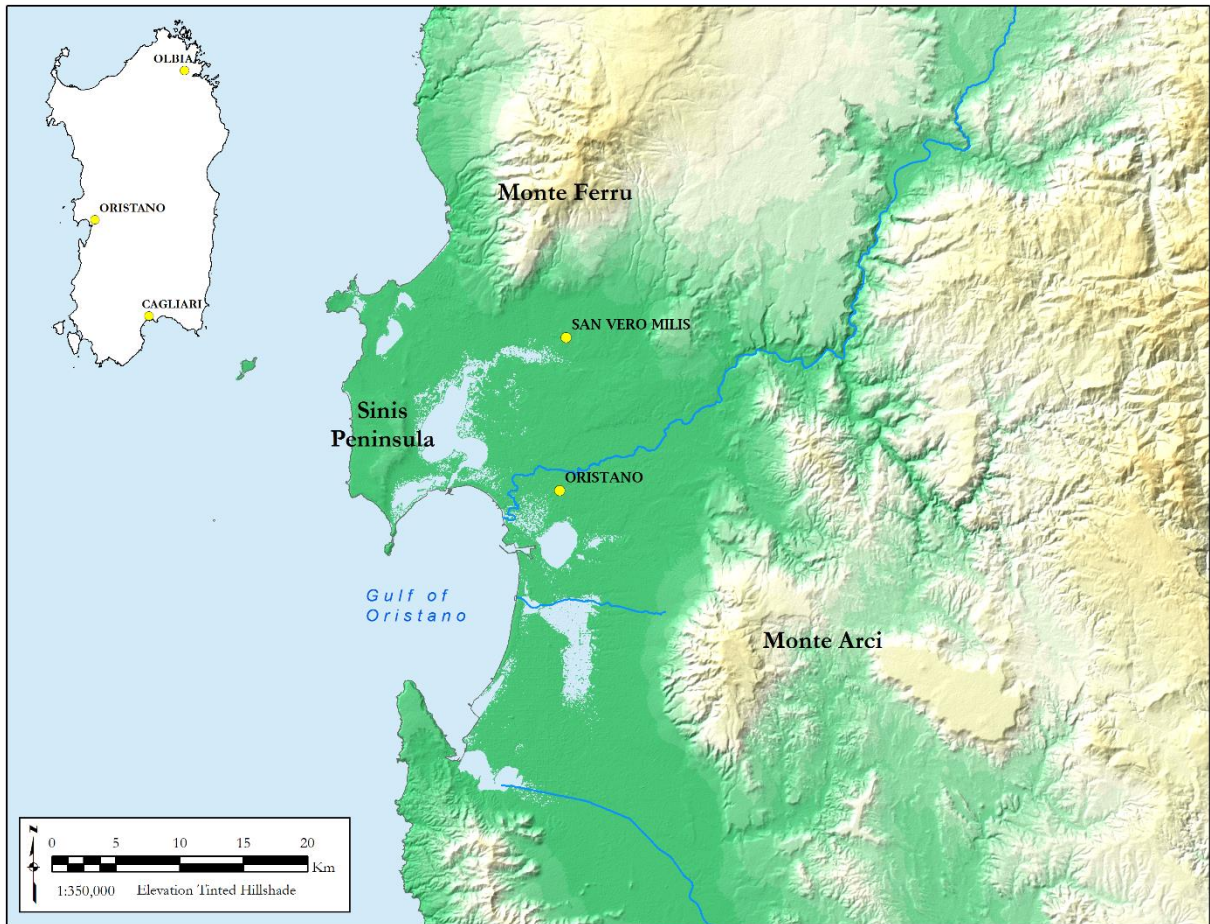 OLBIA
ORISTANO
CAGLIARI
Monte Ferru
SAN VERO MILIS
Sinis
Peninsula
ORISTANO
Gulf of
Oristano
Monte Arci
N
0 5 10 15 20
Km
1:350,000 Elevation Tinted Hillshade